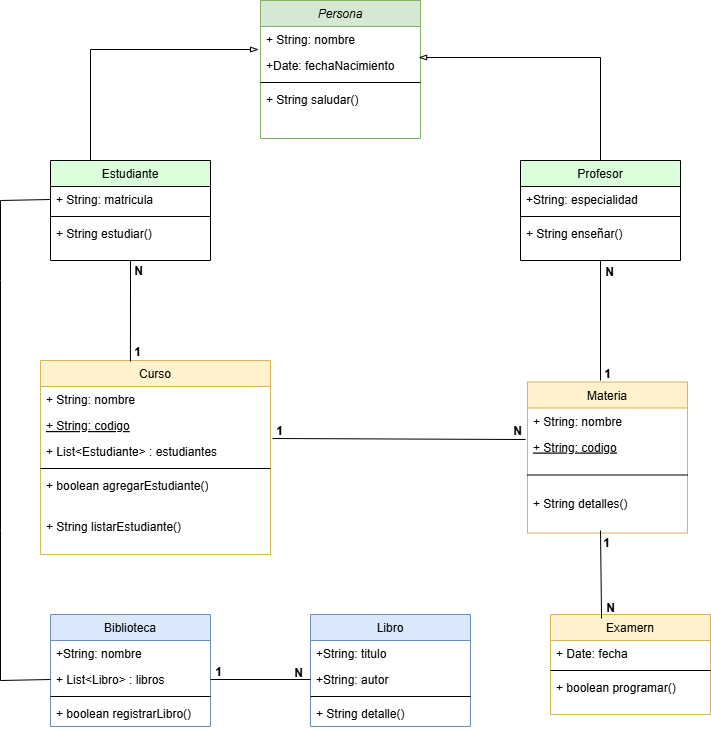 Persona
+ String: nombre
+Date: fechaNacimiento
+ String saludar()
Estudiante
+ String: matricula
+ String estudiar()
Profesor
+String: especialidad
+ String enseñar()
N
1
N
1
Curso
+ String: nombre
+ String: codigo
+ List<Estudiante> : estudiantes
+ boolean agregarEstudiante()
+ String listarEstudiante()
1
N
Materia
+ String: nombre
+ String: codigo
+ String detalles()
1
N
Biblioteca
+String: nombre
+ List<Libro> : libros
+ boolean registrarLibro()
1
N
Libro
+String: titulo
+String: autor
+ String detalle()
Examern
+ Date: fecha
+ boolean programar()